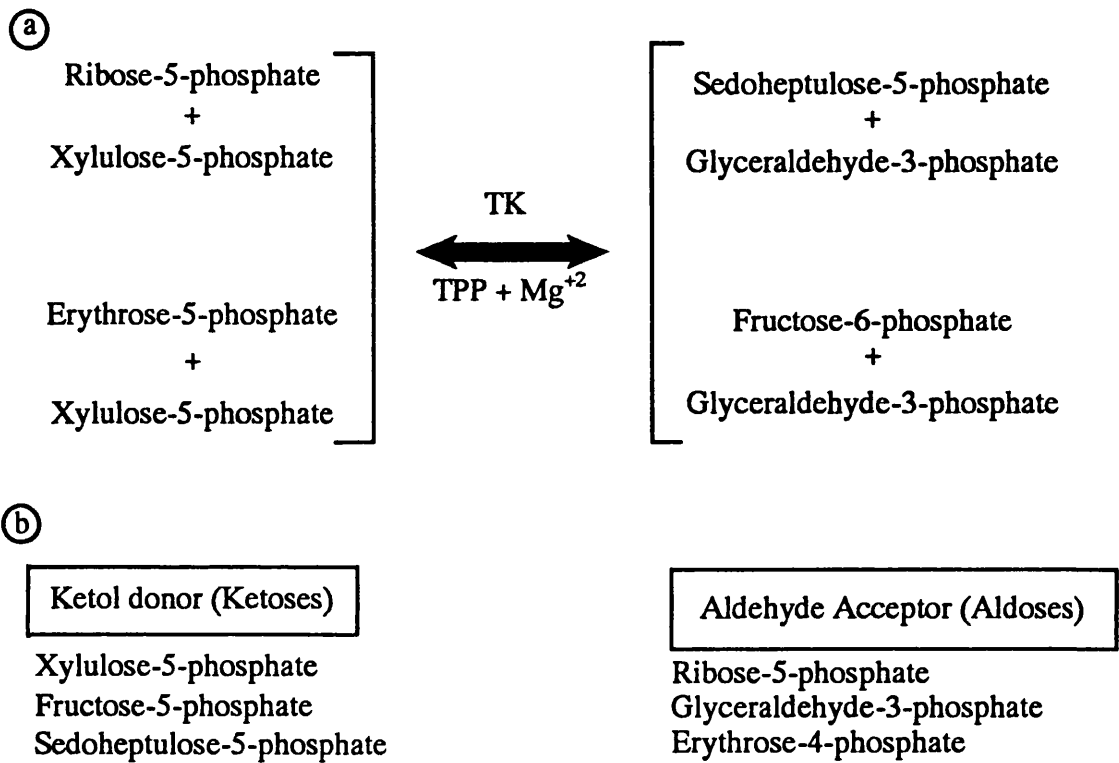 a
Ribose-5-phosphate
+
Xylulose-5-phosphate
Sedoheptulose-5-phosphate
+
Glyceraldehyde-3-phosphate
TK
TPP + Mg⁺²
Erythrose-5-phosphate
+
Xylulose-5-phosphate
Fructose-6-phosphate
+
Glyceraldehyde-3-phosphate
b
Ketol donor (Ketoses)
Xylulose-5-phosphate
Fructose-5-phosphate
Sedoheptulose-5-phosphate
Aldehyde Acceptor (Aldoses)
Ribose-5-phosphate
Glyceraldehyde-3-phosphate
Erythrose-4-phosphate